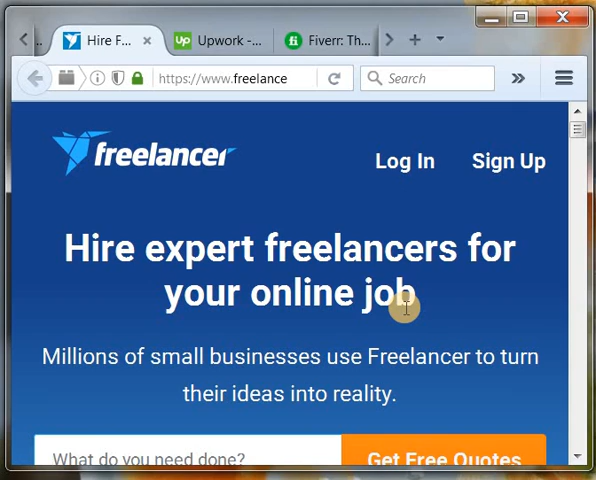 Hire F...
Upwork -...
Fiverr: Th...
https://www.freelance
Search
freelancer
Log In
Sign Up
Hire expert freelancers for
your online job
Millions of small businesses use Freelancer to turn
their ideas into reality.
What do you need done?
Get Free Quotes